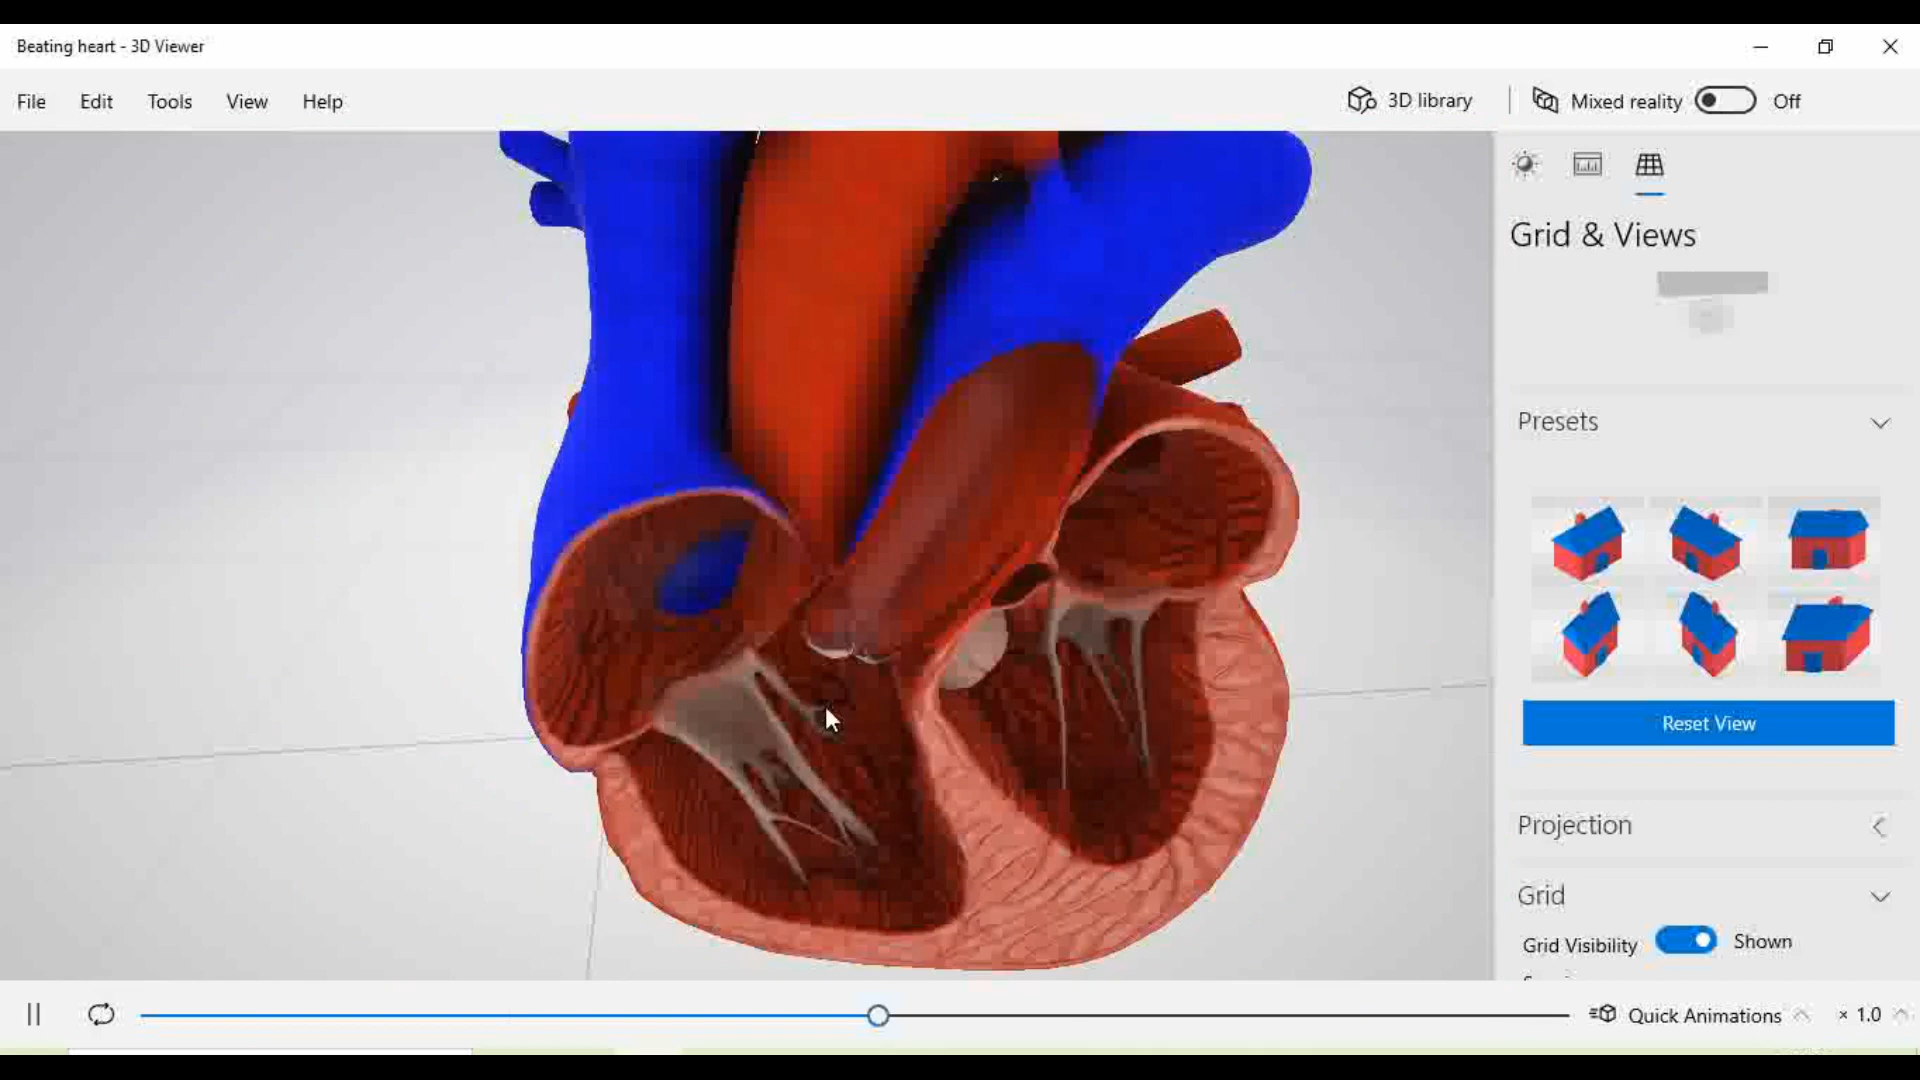 Beating heart - 3D Viewer
File Edit Tools View Help
3D library
Mixed reality Off
Grid & Views
Presets
Reset View
Projection
Grid
Grid Visibility Shown
Quick Animations × 1.0